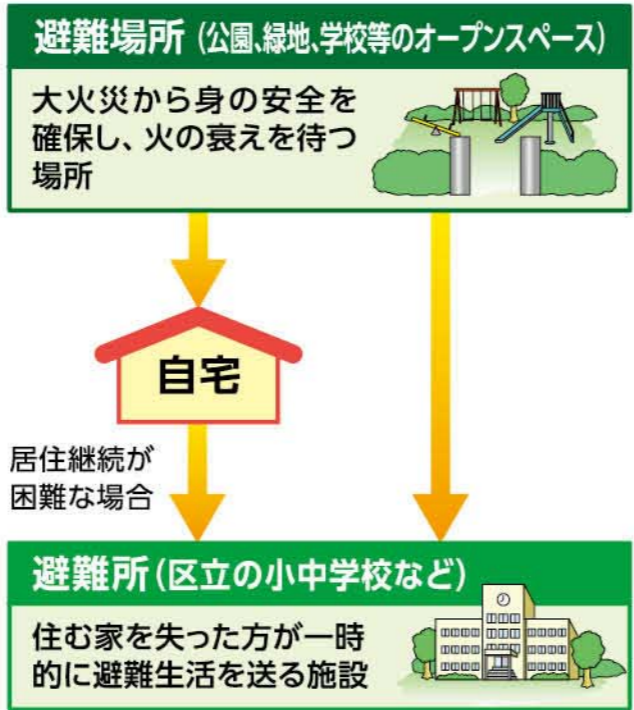 避難場所(公園、緑地、学校等のオープンスペース)
大火災から身の安全を
確保し、火の衰えを待つ
場所
自宅
居住継続が
困難な場合
避難所(区立の小中学校など)
住む家を失った方が一時
的に避難生活を送る施設